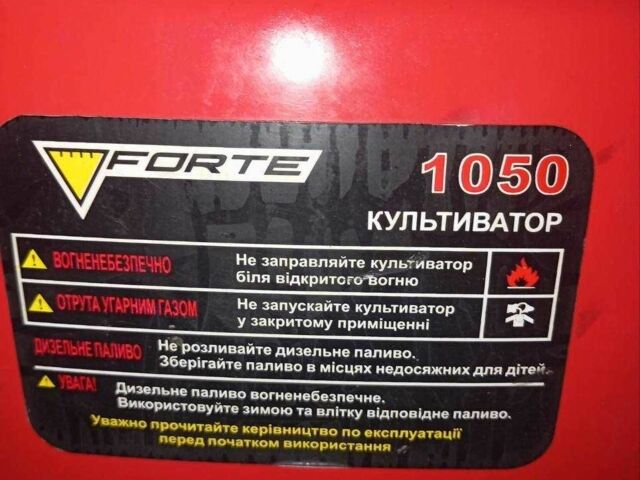 FORTE 1050
КУЛЬТИВАТОР
ВОГНЕНЕБЕЗПЕЧНО Не заправляйте культиватор
біля відкритого вогню
ОТРУТА УГАРНИМ ГАЗОМ Не запускайте культиватор
у закритому приміщенні
ДИЗЕЛЬНЕ ПАЛИВО Не розливайте дизельне паливо.
Зберігайте паливо в місцях недосяжних для дітей.
УВАГА! Дизельне паливо вогненебезпечне.
Використовуйте зимою та влітку відповідне паливо.
Уважно прочитайте керівництво по експлуатації
перед початком використання